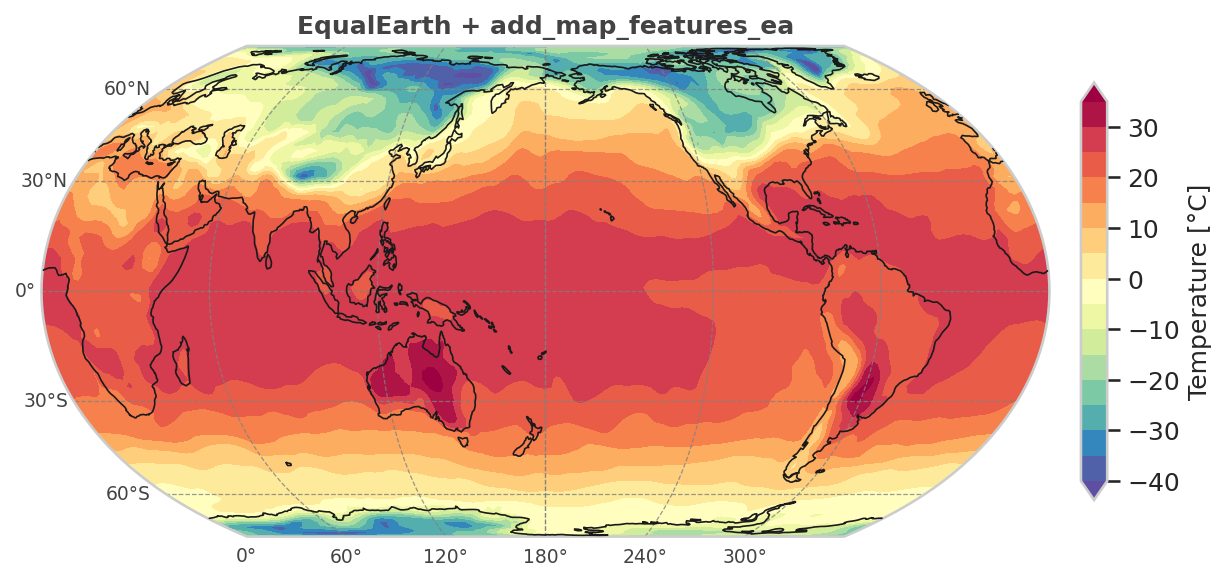 EqualEarth + add_map_features_ea
60°N
30°N
0°
30°S
60°S
0°
60°
120°
180°
240°
300°
30
20
10
0
−10
−20
−30
−40
Temperature [°C]